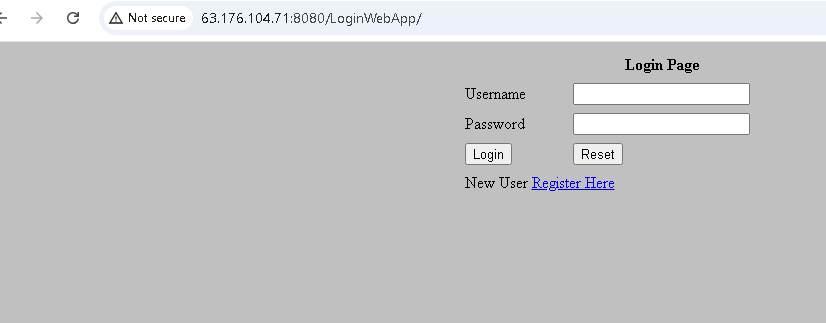 Not secure 63.176.104.71:8080/LoginWebApp/
Login Page
Username
Password
Login Reset
New User Register Here